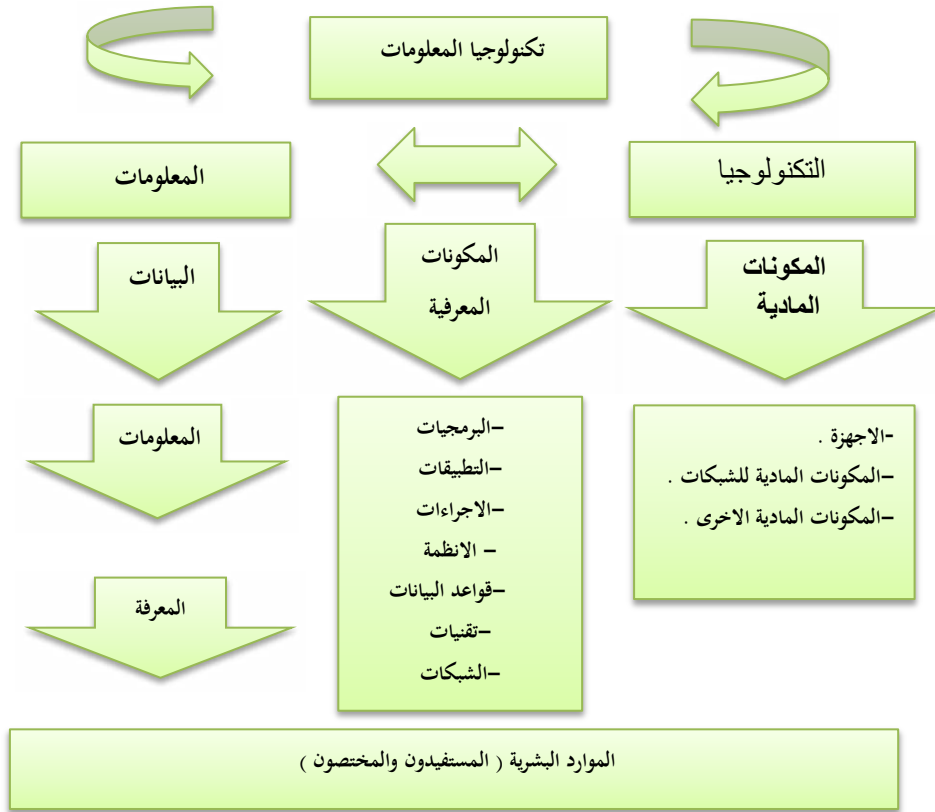 تكنولوجيا المعلومات
التكنولوجيا
المعلومات
المكونات
المادية
المكونات
المعرفية
البيانات
المعلومات
المعرفة
-الاجهزة .
–المكونات المادية للشبكات .
–المكونات المادية الاخرى .
–البرمجيات
–التطبيقات
–الاجراءات
– الانظمة
–قواعد البيانات
–تقنيات
–الشبكات
الموارد البشرية ( المستفيدون والمختصون )